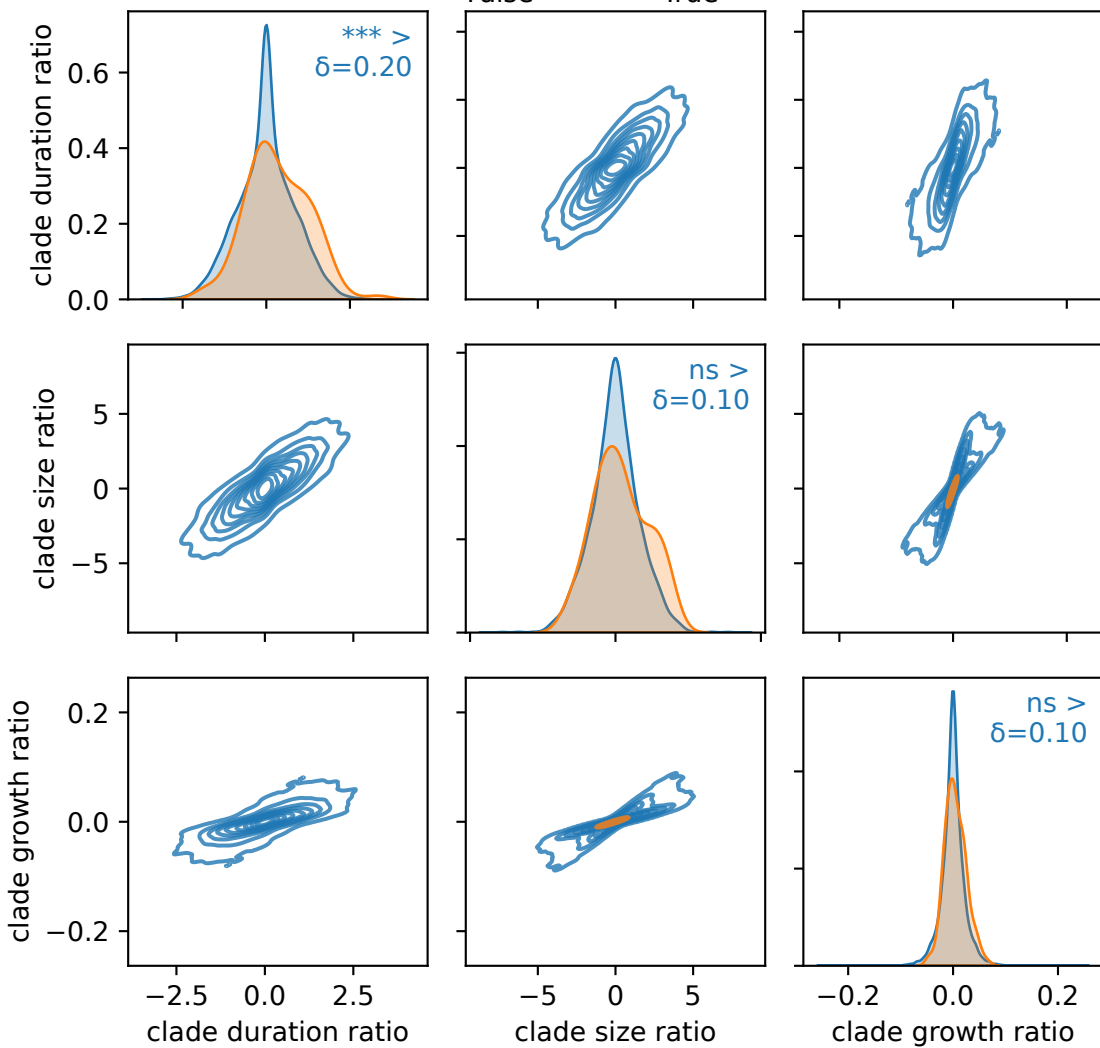 clade duration ratio
0.6
0.4
0.2
0.0
*** >
δ=0.20
clade size ratio
5
0
−5
ns >
δ=0.10
clade growth ratio
0.2
0.0
−0.2
ns >
δ=0.10
−2.5 0.0 2.5
−5 0 5
−0.2 0.0 0.2
clade duration ratio
clade size ratio
clade growth ratio